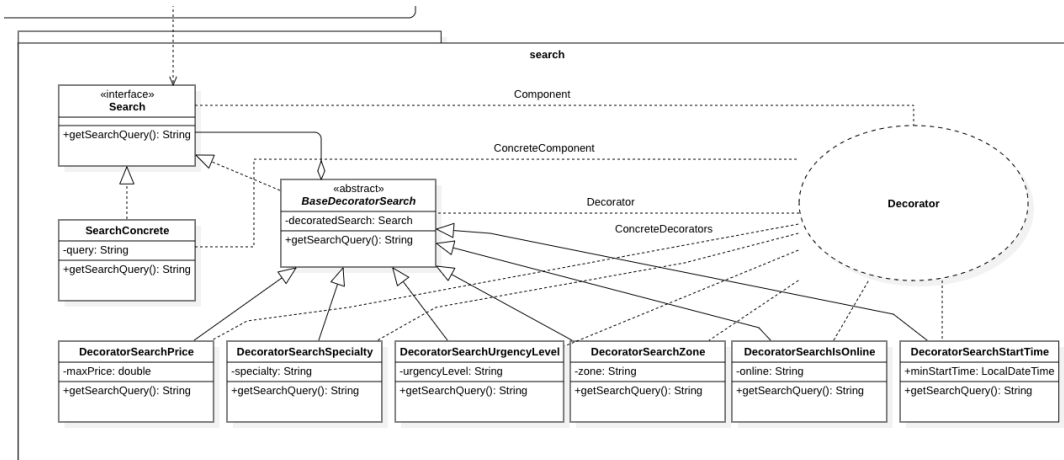 search
«interface»
Search
+getSearchQuery(): String
Component
ConcreteComponent
«abstract»
BaseDecoratorSearch
-decoratedSearch: Search
+getSearchQuery(): String
Decorator
Decorator
ConcreteDecorators
SearchConcrete
-query: String
+getSearchQuery(): String
DecoratorSearchPrice
-maxPrice: double
+getSearchQuery(): String
DecoratorSearchSpecialty
-specialty: String
+getSearchQuery(): String
DecoratorSearchUrgencyLevel
-urgencyLevel: String
+getSearchQuery(): String
DecoratorSearchZone
-zone: String
+getSearchQuery(): String
DecoratorSearchIsOnline
-online: String
+getSearchQuery(): String
DecoratorSearchStartTime
+minStartTime: LocalDateTime
+getSearchQuery(): String